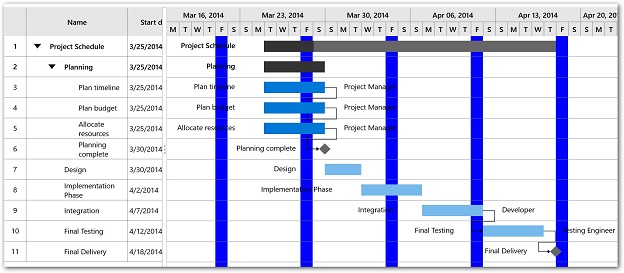 Name Start d Mar 16, 2014 Mar 23, 2014 Mar 30, 2014 Apr 06, 2014 Apr 13, 2014 Apr 20, 201
M T W T F S S M T W T F S S M T W T F S S M T W T F S S M T W T F S S M T W T F S
1 Project Schedule 3/25/2014 Project Schedule
2 Planning 3/25/2014 Planning
3 Plan timeline 3/25/2014 Plan timeline Project Manager
4 Plan budget 3/25/2014 Plan budget Project Manager
5 Allocate resources 3/25/2014 Allocate resources Project Manager
6 Planning complete 3/30/2014 Planning complete
7 Design 3/30/2014 Design
8 Implementation Phase 4/2/2014 Implementation Phase
9 Integration 4/7/2014 Integration Developer
10 Final Testing 4/12/2014 Final Testing Testing Engineer
11 Final Delivery 4/18/2014 Final Delivery